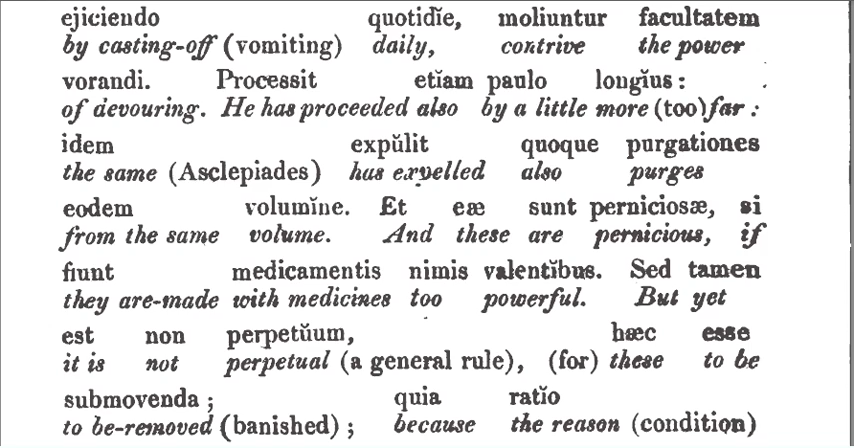 ejiciendo quotidĭe, moliuntur facultatem
by casting-off (vomiting) daily, contrive the power
vorandi. Processit etĭam paulo longĭus:
of devouring. He has proceeded also by a little more (too) far:
idem expŭlit quoque purgationes
the same (Asclepiades) has expelled also purges
eodem volumĭne. Et eæ sunt perniciosæ, si
from the same volume. And these are pernicious, if
fiunt medicamentis nimis valentĭbus. Sed tamen
they are-made with medicines too powerful. But yet
est non perpetŭum, hæc esse
it is not perpetual (a general rule), (for) these to be
submovenda; quia ratĭo
to be-removed (banished); because the reason (condition)